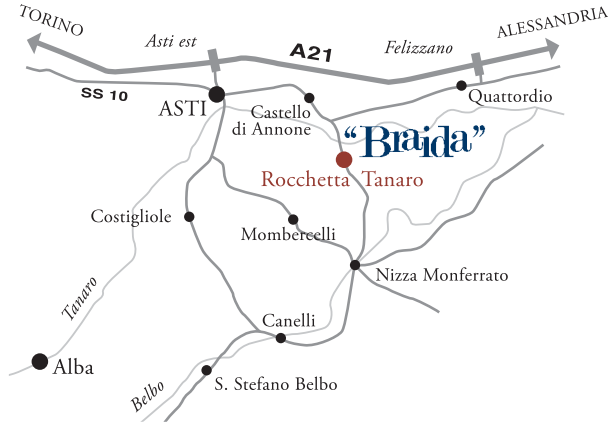 TORINO
ALESSANDRIA
Asti est
A21
Felizzano
SS 10
ASTI
Castello
di Annone
Quattordio
“Braida”
Rocchetta Tanaro
Costigliole
Mombercelli
Nizza Monferrato
Tanaro
Canelli
Alba
Belbo
S. Stefano Belbo